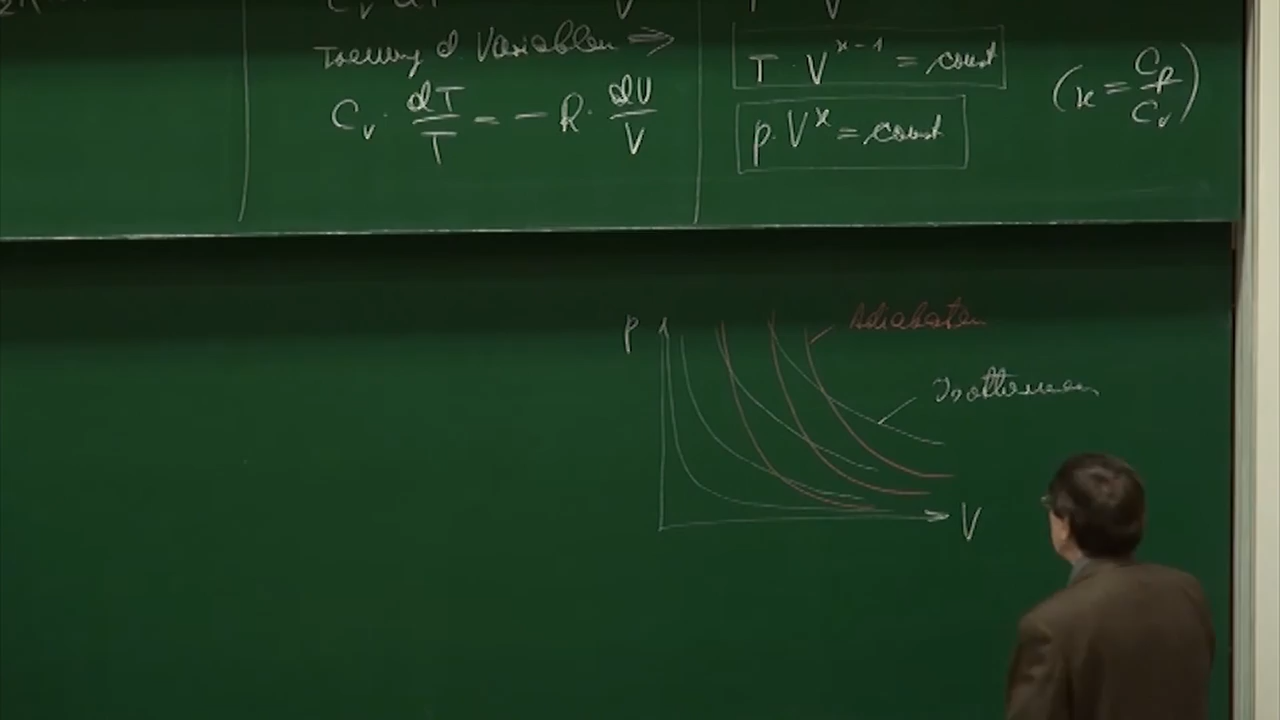 Trennung d. Variablen ⇒
C_v · dT/T = - R · dV/V
T · V^{κ-1} = const
p · V^κ = const
(κ = C_p/C_v)
p
Adiabaten
Isothermen
V